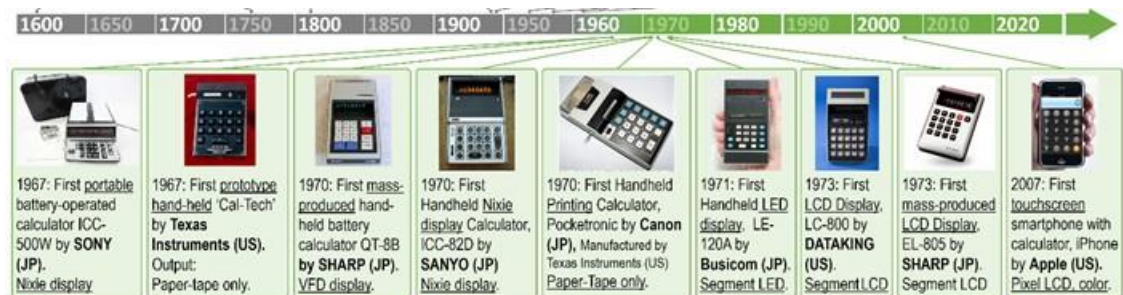 1600 1650 1700 1750 1800 1850 1900 1950 1960 1970 1980 1990 2000 2010 2020
1967: First portable
battery-operated
calculator ICC-
500W by SONY
(JP).
Nixie display
1967: First prototype
hand-held ‘Cal-Tech’
by Texas
Instruments (US).
Output:
Paper-tape only.
1970: First mass-
produced hand-
held battery
calculator QT-8B
by SHARP (JP).
VFD display.
1970: First
Handheld Nixie
display Calculator,
ICC-82D by
SANYO (JP)
Nixie display.
1970: First Handheld
Printing Calculator,
Pocketronic by Canon
(JP), Manufactured by
Texas Instruments (US)
Paper-Tape only.
1971: First
Handheld LED
display. LE-
120A by
Busicom (JP).
Segment LED.
1973: First
LCD Display,
LC-800 by
DATAKING
(US).
Segment LCD
1973: First
mass-produced
LCD Display,
EL-805 by
SHARP (JP).
Segment LCD
2007: First
touchscreen
smartphone with
calculator, iPhone
by Apple (US).
Pixel LCD, color.